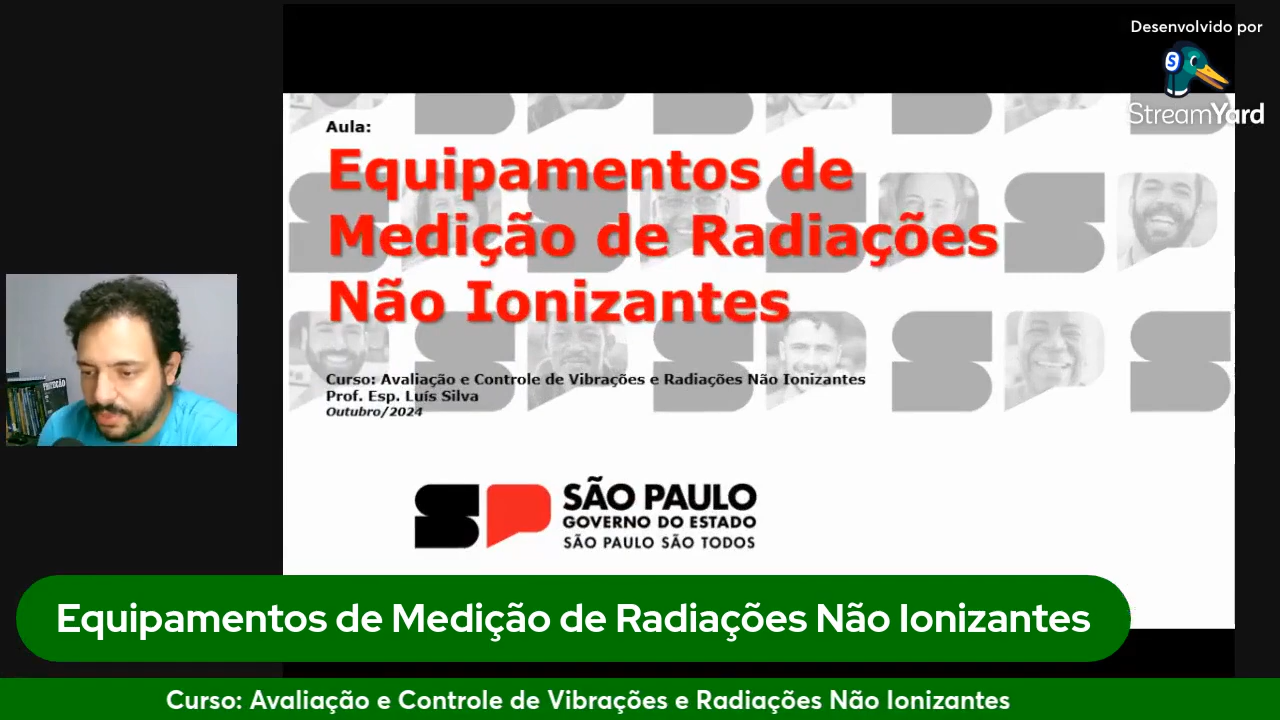 Desenvolvido por
StreamYard
Aula:
Equipamentos de
Medição de Radiações
Não Ionizantes
Curso: Avaliação e Controle de Vibrações e Radiações Não Ionizantes
Prof. Esp. Luís Silva
Outubro/2024
SÃO PAULO
GOVERNO DO ESTADO
SÃO PAULO SÃO TODOS
PROTEÇÃO
Equipamentos de Medição de Radiações Não Ionizantes
Curso: Avaliação e Controle de Vibrações e Radiações Não Ionizantes